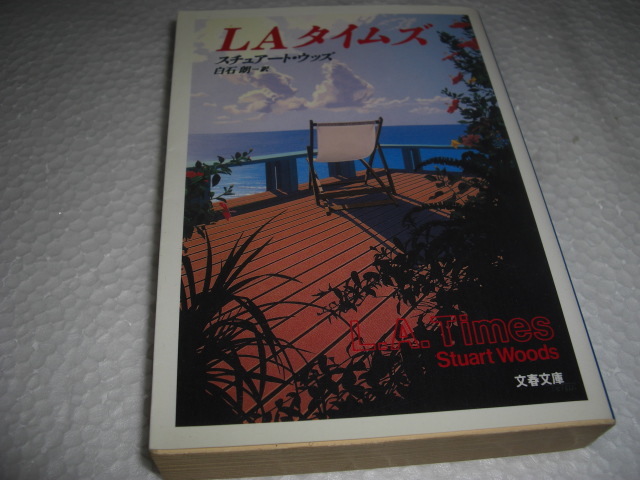 LAタイムズ
スチュアート・ウッズ
白石 朗=訳
L.A. Times
Stuart Woods
文春文庫